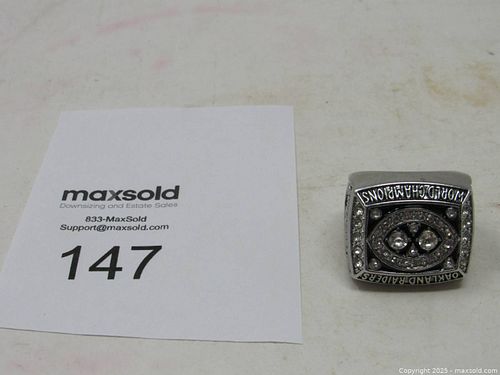 maxsold
Downsizing and Estate Sales
833-MaxSold
Support@maxsold.com
147
WORLD CHAMPIONS
OAKLAND RAIDERS
Copyright 2025 - maxsold.com